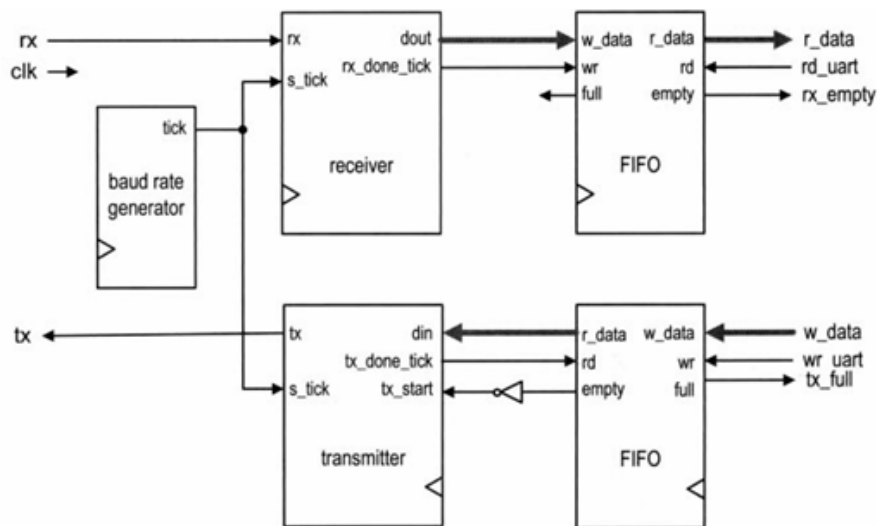 rx
rx
dout
w_data
r_data
r_data
clk
s_tick
rx_done_tick
wr
rd
rd_uart
full
empty
rx_empty
tick
receiver
FIFO
baud rate
generator
tx
tx
din
r_data
w_data
w_data
tx_done_tick
rd
wr
wr_uart
s_tick
tx_start
empty
full
tx_full
transmitter
FIFO